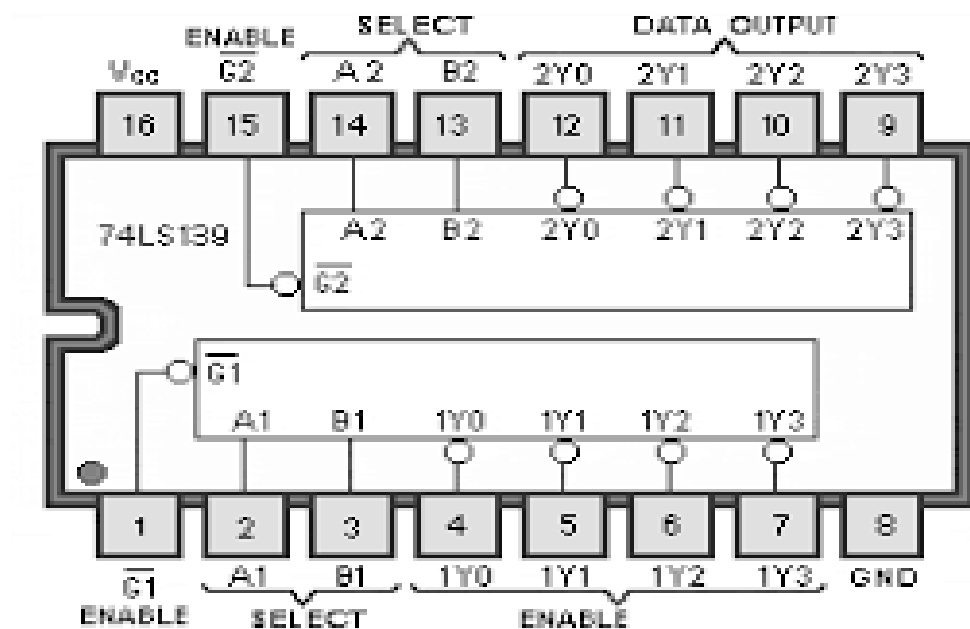 SELECT DATA OUTPUT
ENABLE
VCC G2 A2 B2 2Y0 2Y1 2Y2 2Y3
16 15 14 13 12 11 10 9
74LS139
A2 B2 2Y0 2Y1 2Y2 2Y3
G2
G1
A1 B1 1Y0 1Y1 1Y2 1Y3
1 2 3 4 5 6 7 8
G1 A1 B1 1Y0 1Y1 1Y2 1Y3 GND
ENABLE SELECT ENABLE